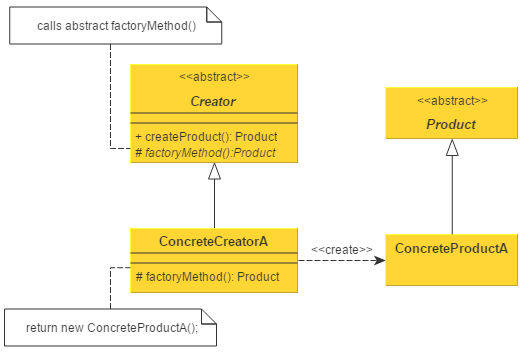 calls abstract factoryMethod()
<<abstract>>
Creator
+ createProduct(): Product
# factoryMethod():Product
<<abstract>>
Product
ConcreteCreatorA
# factoryMethod(): Product
<<create>>
ConcreteProductA
return new ConcreteProductA();